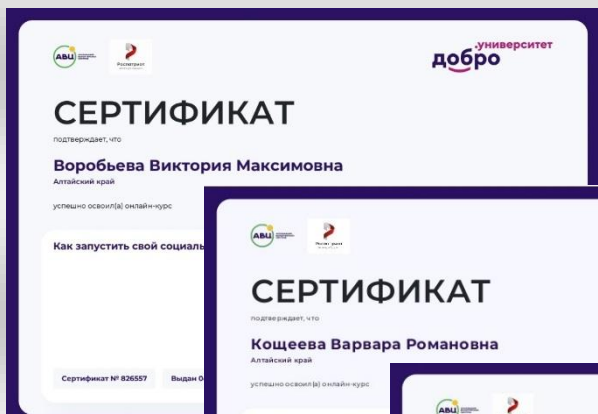 АВЦ
Роспатриот
добро
.университет
СЕРТИФИКАТ
подтверждает, что
Воробьева Виктория Максимовна
Алтайский край
успешно освоил(а) онлайн-курс
Как запустить свой социаль
Сертификат № 826557
Выдан 0
АВЦ
Роспатриот
СЕРТИФИКАТ
подтверждает, что
Кощеева Варвара Романовна
Алтайский край
успешно освоил(а) онлайн-курс
АВЦ